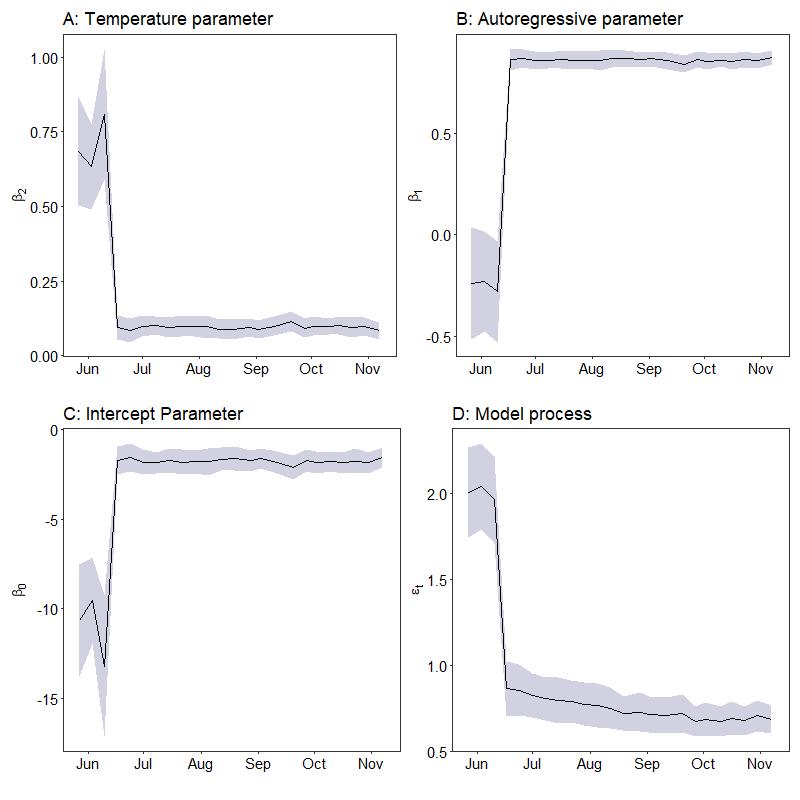 A: Temperature parameter
β2
1.00
0.75
0.50
0.25
0.00
Jun Jul Aug Sep Oct Nov
B: Autoregressive parameter
β1
0.5
0.0
-0.5
Jun Jul Aug Sep Oct Nov
C: Intercept Parameter
β0
0
-5
-10
-15
Jun Jul Aug Sep Oct Nov
D: Model process
εt
2.0
1.5
1.0
0.5
Jun Jul Aug Sep Oct Nov